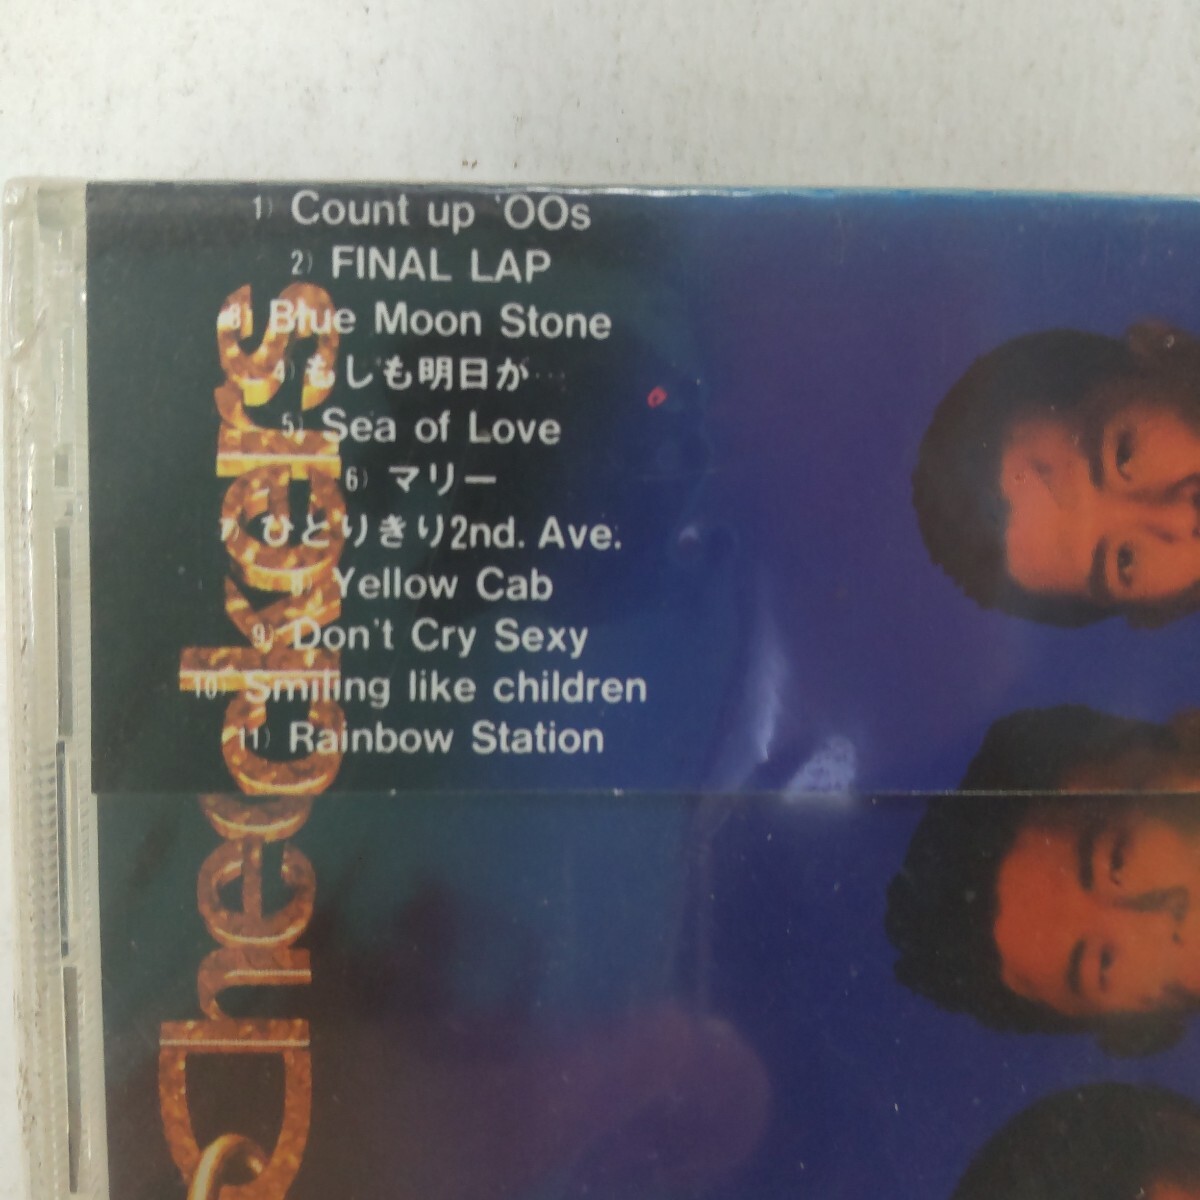 1) Count up '00s
2) FINAL LAP
3) Blue Moon Stone
4) もしも明日が…
5) Sea of Love
6) マリー
7) ひとりきり2nd. Ave.
8) Yellow Cab
9) Don't Cry Sexy
10) Smiling like children
11) Rainbow Station
Checkers